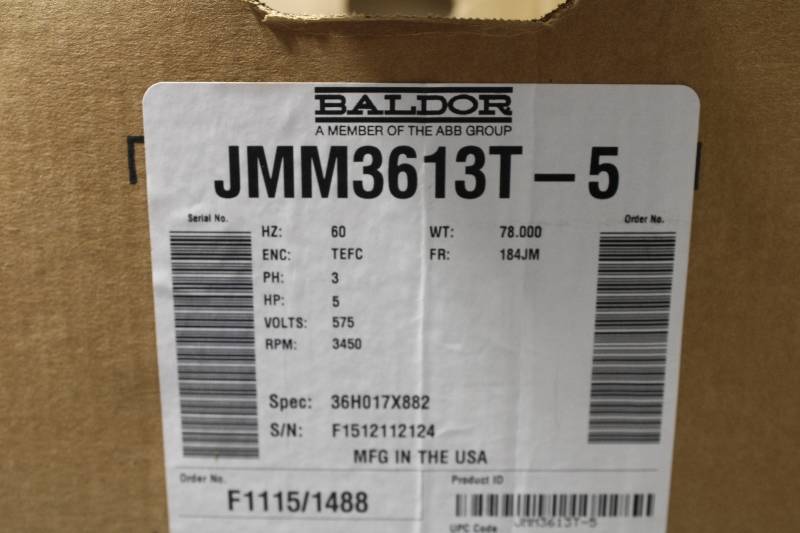 BALDOR
A MEMBER OF THE ABB GROUP
JMM3613T-5
Serial No.
Order No.
HZ: 60 WT: 78.000
ENC: TEFC FR: 184JM
PH: 3
HP: 5
VOLTS: 575
RPM: 3450
Spec: 36H017X882
S/N: F1512112124
MFG IN THE USA
Order No.
Product ID
F1115/1488
JMM3613T-5
UPC Code